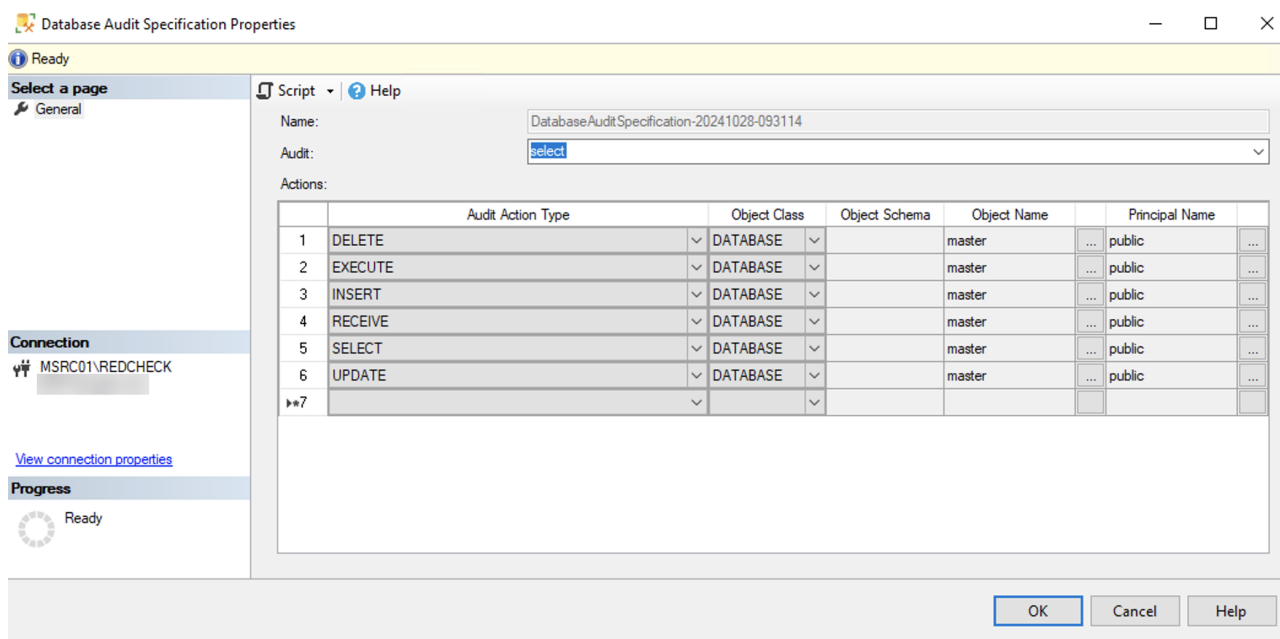 Database Audit Specification Properties
Ready
Select a page
General
Script Help
Name: DatabaseAuditSpecification-20241028-093114
Audit: select
Actions:
Audit Action Type Object Class Object Schema Object Name Principal Name
1 DELETE DATABASE master ... public ...
2 EXECUTE DATABASE master ... public ...
3 INSERT DATABASE master ... public ...
4 RECEIVE DATABASE master ... public ...
5 SELECT DATABASE master ... public ...
6 UPDATE DATABASE master ... public ...
*7
Connection
MSRC01\REDCHECK
View connection properties
Progress
Ready
OK Cancel Help